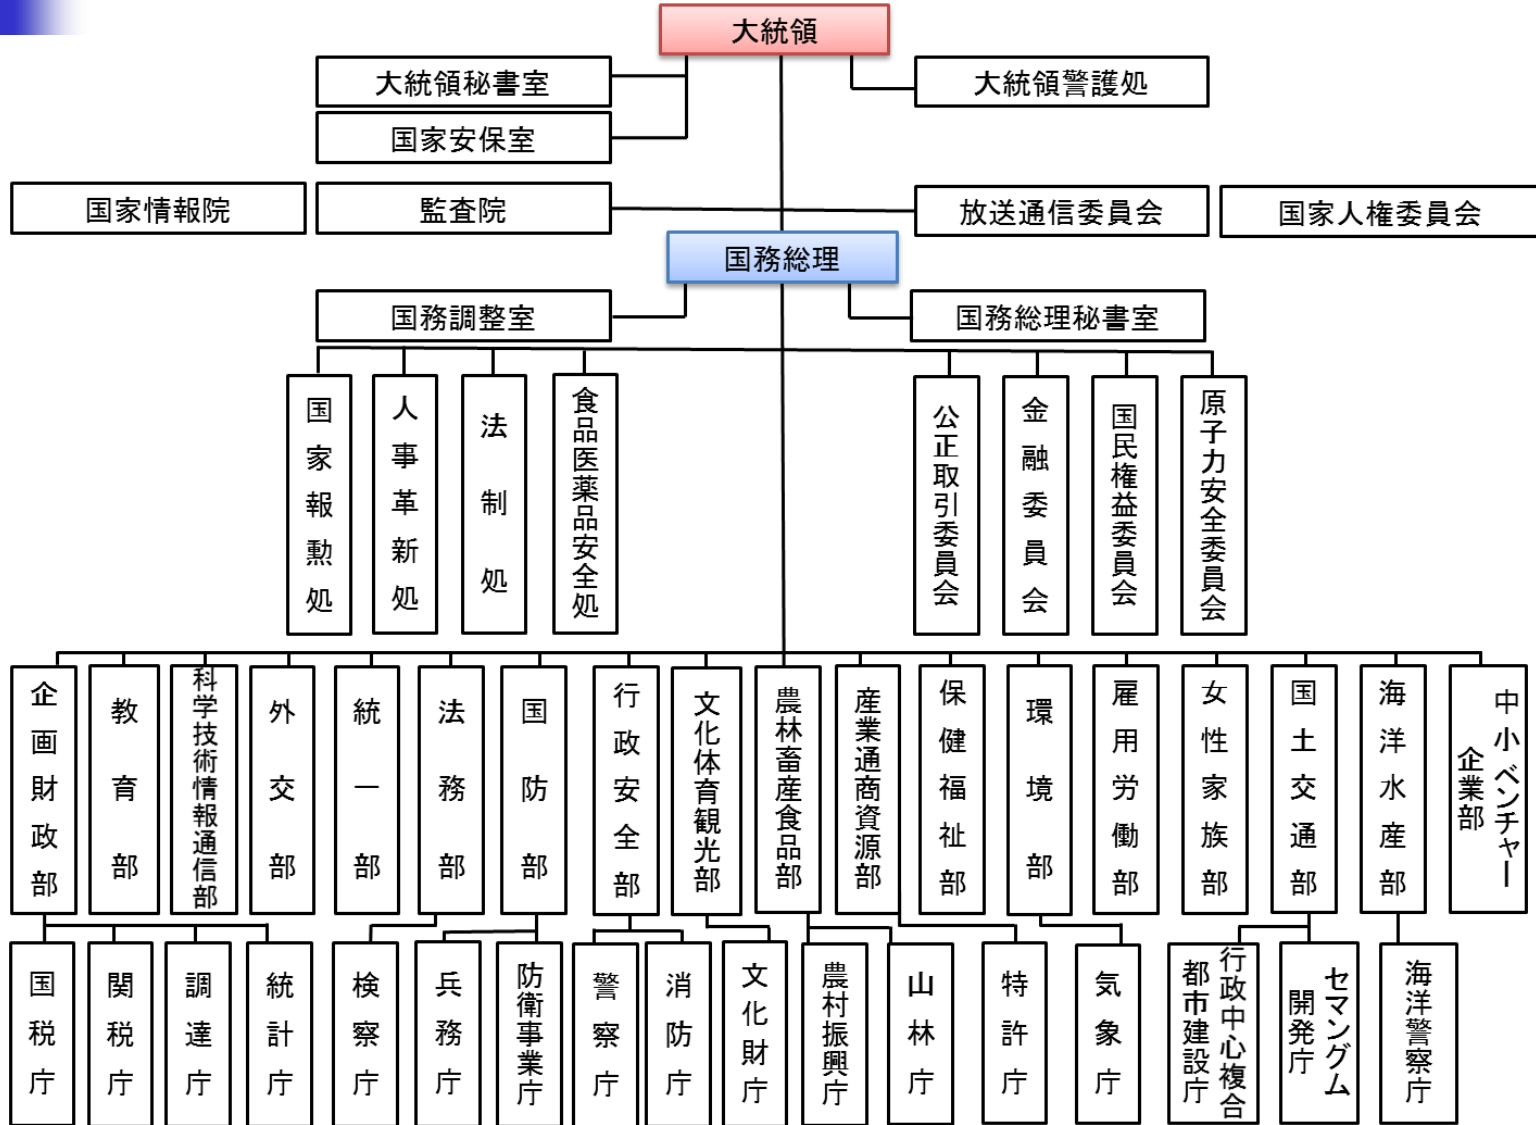 大統領
大統領秘書室
大統領警護処
国家安保室
国家情報院
監査院
放送通信委員会
国家人権委員会
国務総理
国務調整室
国務総理秘書室
国家報勲処
人事革新処
法制処
食品医薬品安全処
公正取引委員会
金融委員会
国民権益委員会
原子力安全委員会
企画財政部
教育部
科学技術情報通信部
外交部
統一部
法務部
国防部
行政安全部
文化体育観光部
農林畜産食品部
産業通商資源部
保健福祉部
環境部
雇用労働部
女性家族部
国土交通部
海洋水産部
中小ベンチャー
企業部
国税庁
関税庁
調達庁
統計庁
検察庁
兵務庁
防衛事業庁
警察庁
消防庁
文化財庁
農村振興庁
山林庁
特許庁
気象庁
行政中心複合
都市建設庁
セマングム
開発庁
海洋警察庁